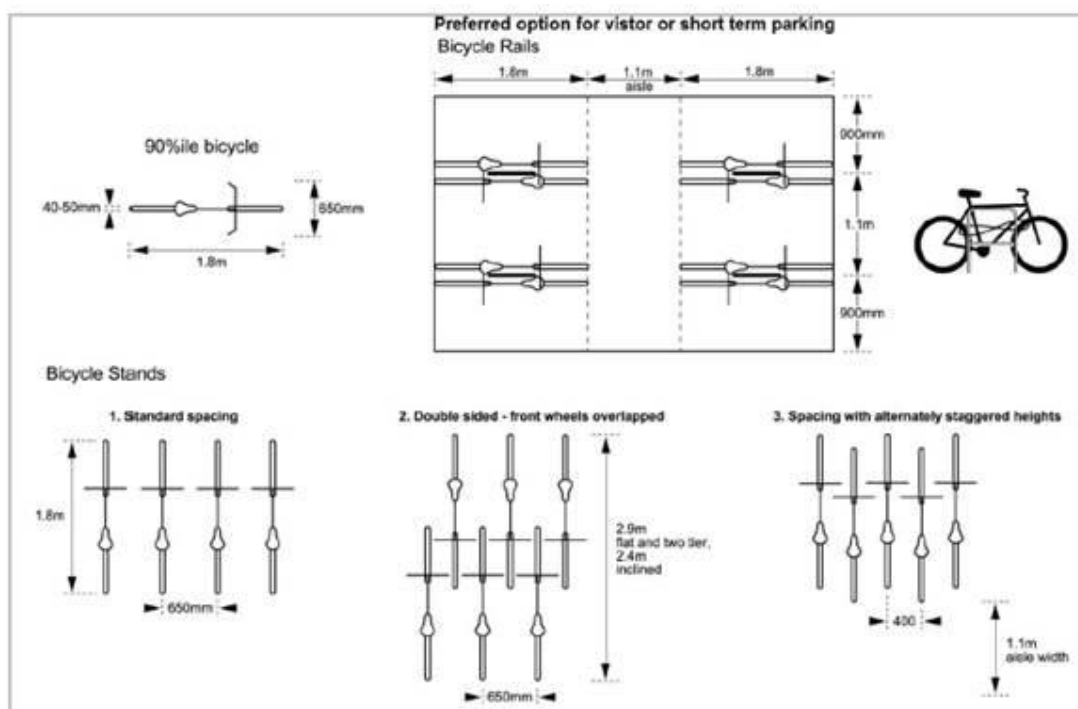 Preferred option for vistor or short term parking
Bicycle Rails
1.8m
1.1m
aisle
1.8m
900mm
1.1m
900mm
90%ile bicycle
40-50mm
650mm
1.8m
Bicycle Stands
1. Standard spacing
1.8m
650mm
2. Double sided - front wheels overlapped
2.9m
flat and two tier,
2.4m
inclined
650mm
3. Spacing with alternately staggered heights
400
1.1m
aisle width